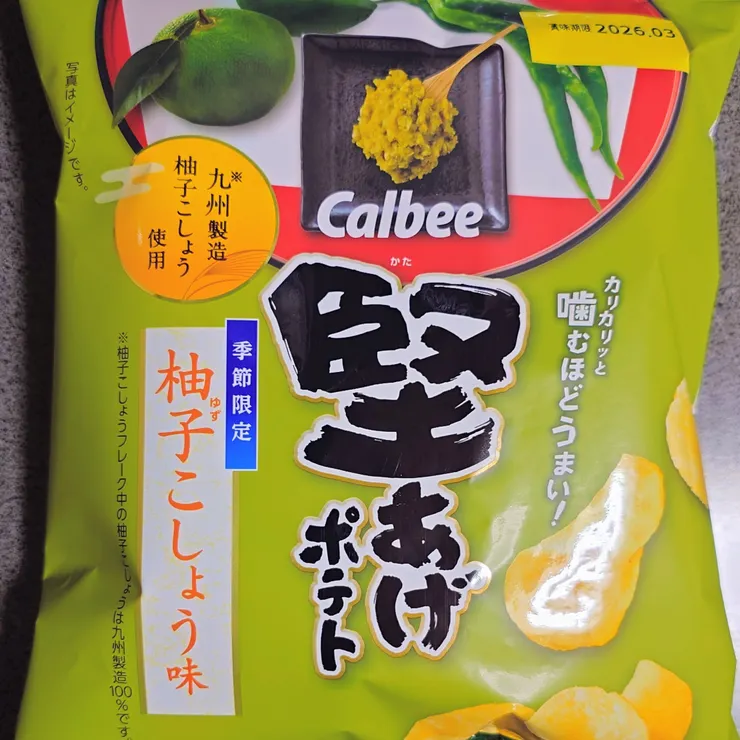 賞味期限 2026.03
写真はイメージです。
※九州製造
柚子こしょう
使用
Calbee
かた
堅あげ
ポテト
カリカリッと
噛むほどうまい!
季節限定
ゆず
柚子こしょう味
※柚子こしょうフレーク中の柚子こしょうは九州製造100%です